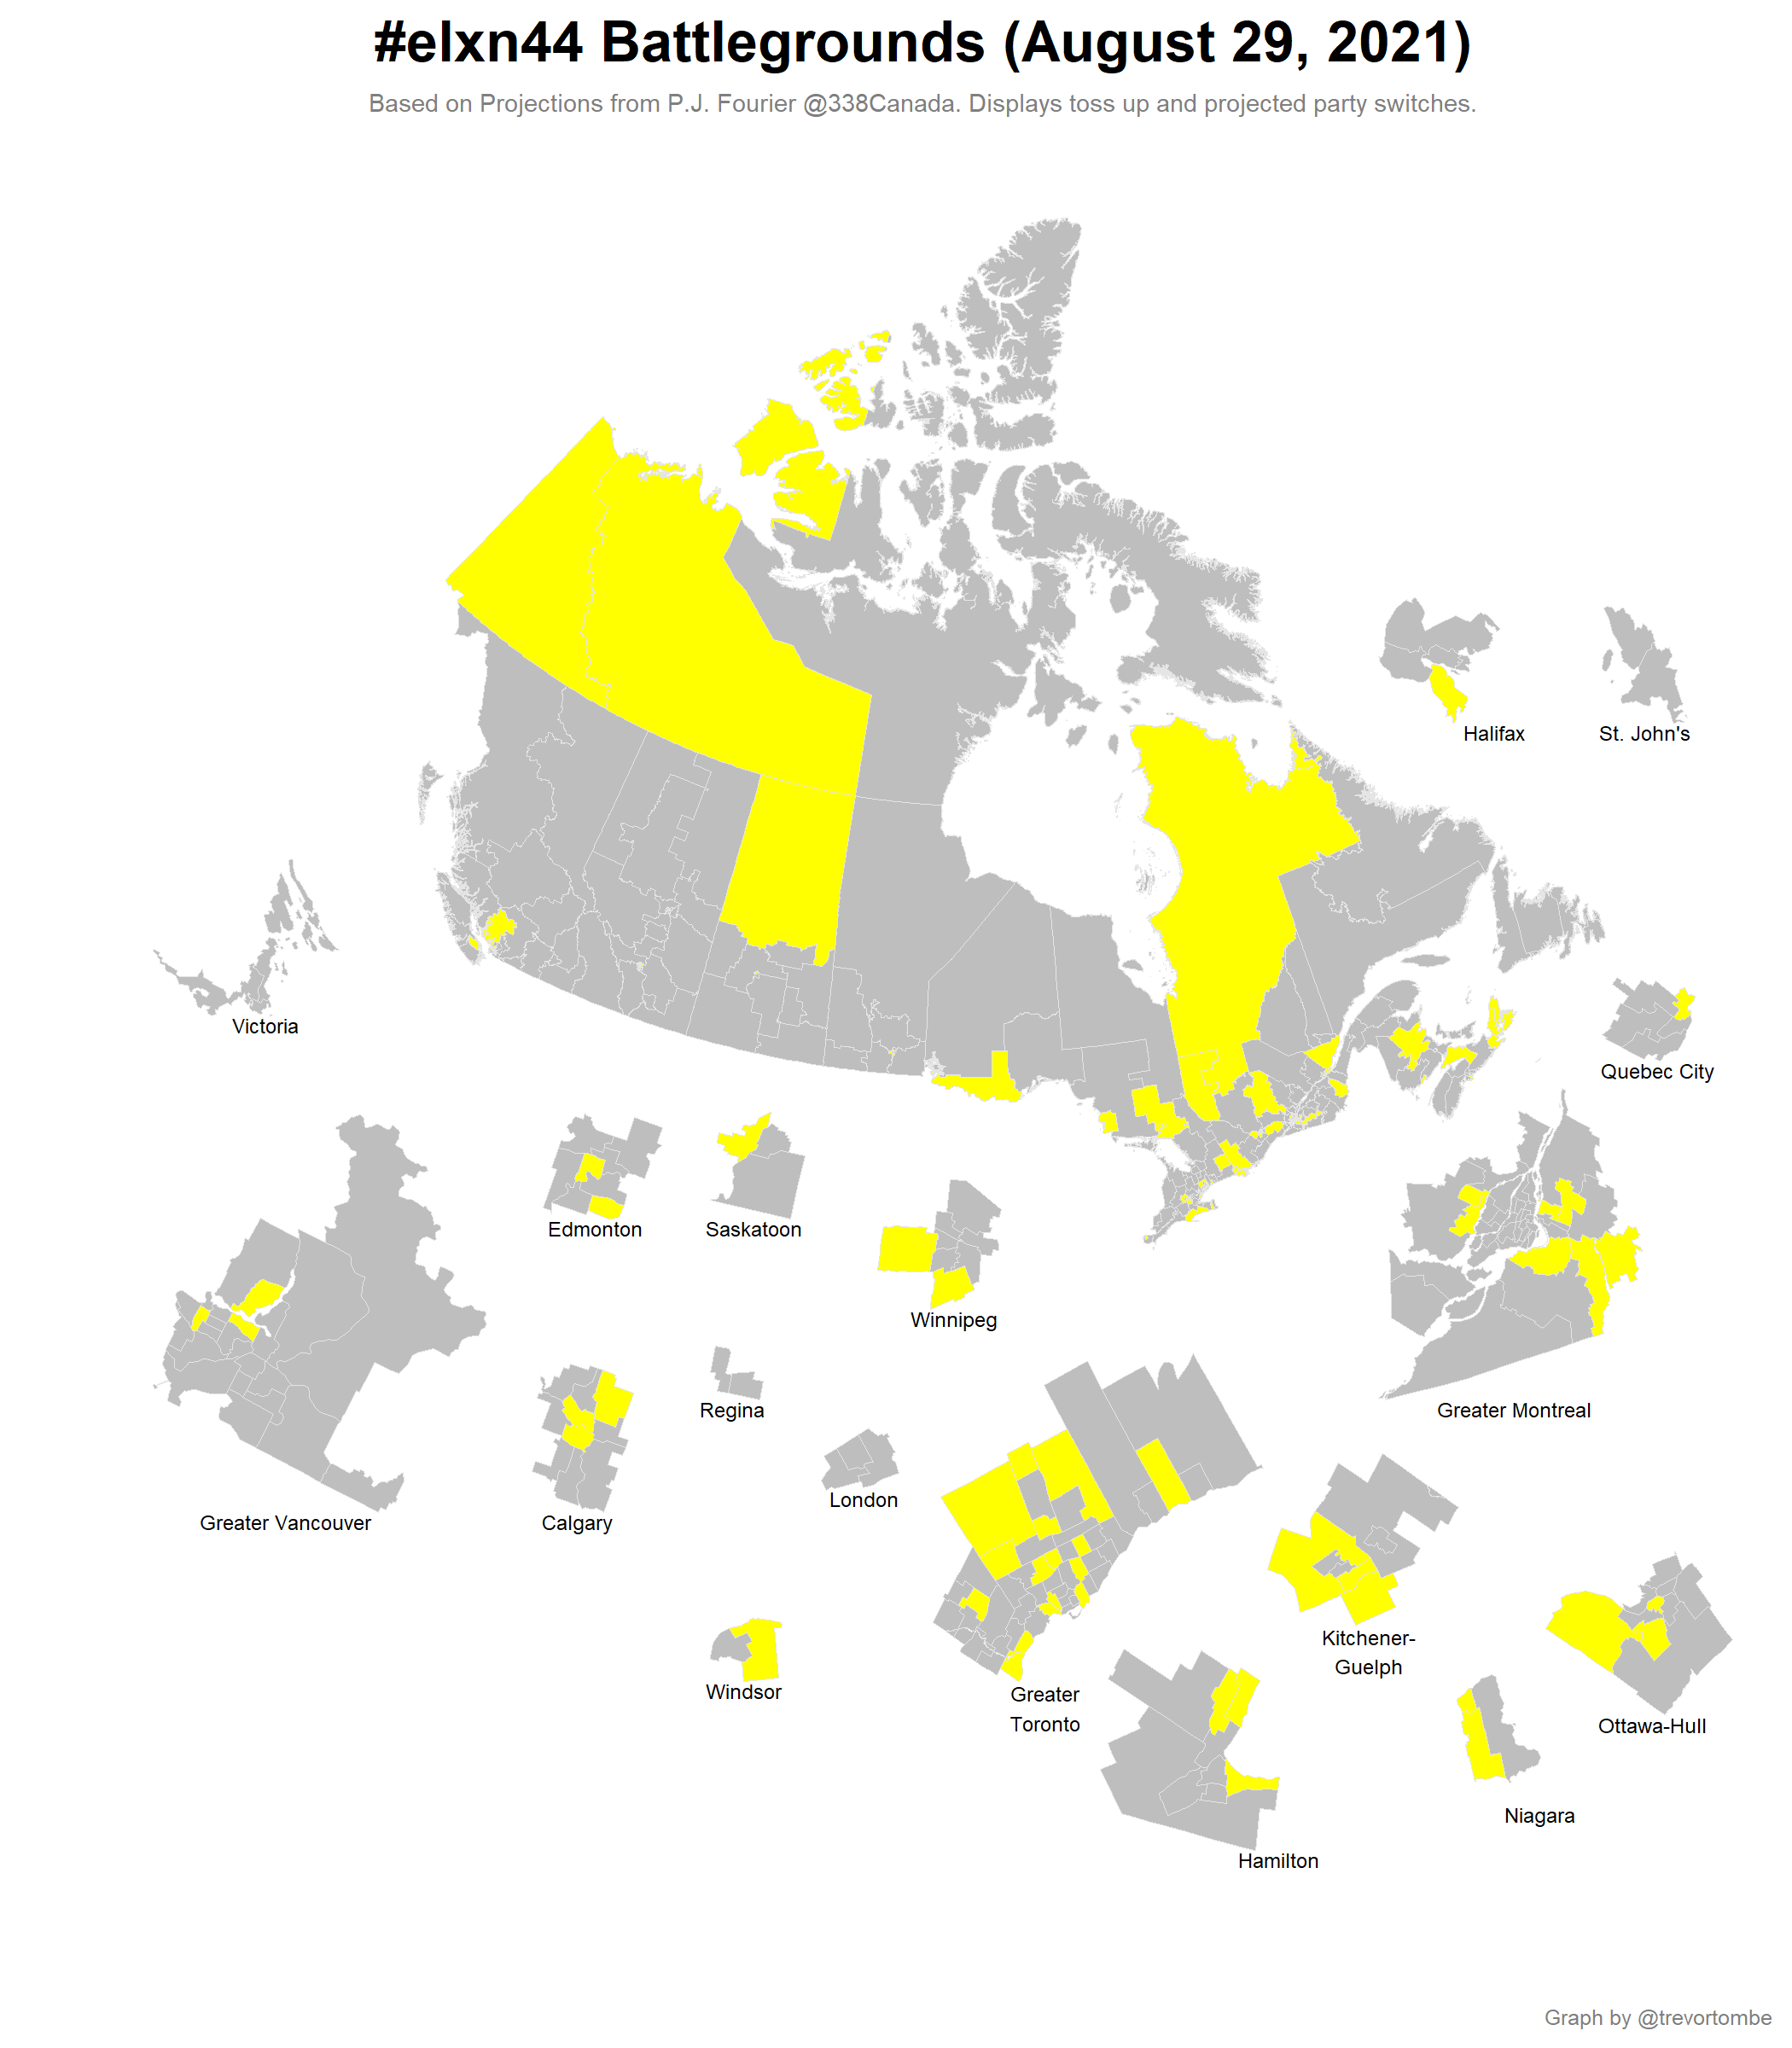 #elxn44 Battlegrounds (August 29, 2021)
Based on Projections from P.J. Fourier @338Canada. Displays toss up and projected party switches.
Halifax
St. John's
Victoria
Quebec City
Edmonton
Saskatoon
Winnipeg
Regina
Greater Montreal
London
Greater Vancouver
Calgary
Kitchener-
Guelph
Windsor
Greater
Toronto
Ottawa-Hull
Niagara
Hamilton
Graph by @trevortombe